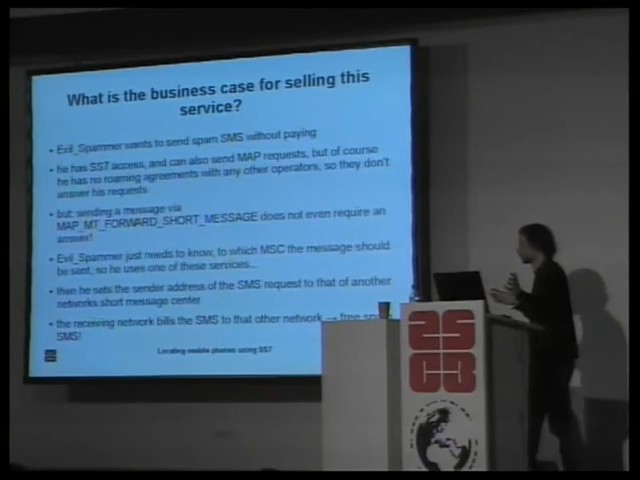 What is the business case for selling this
service?
• Evil_Spammer wants to send spam SMS without paying
• he has SS7 access, and can also send MAP requests, but of course
he has no roaming agreements with any other operators, so they don't
answer his requests
• but: sending a message via
MAP_MT_FORWARD_SHORT_MESSAGE does not even require an
answer!
• Evil_Spammer just needs to know, to which MSC the message should
be sent, so he uses one of these services...
• then he sets the sender address of the SMS request to that of another
networks short message center
• the receiving network bills the SMS to that other network → free
SMS!
Locating mobile phones using SS7
25
C3